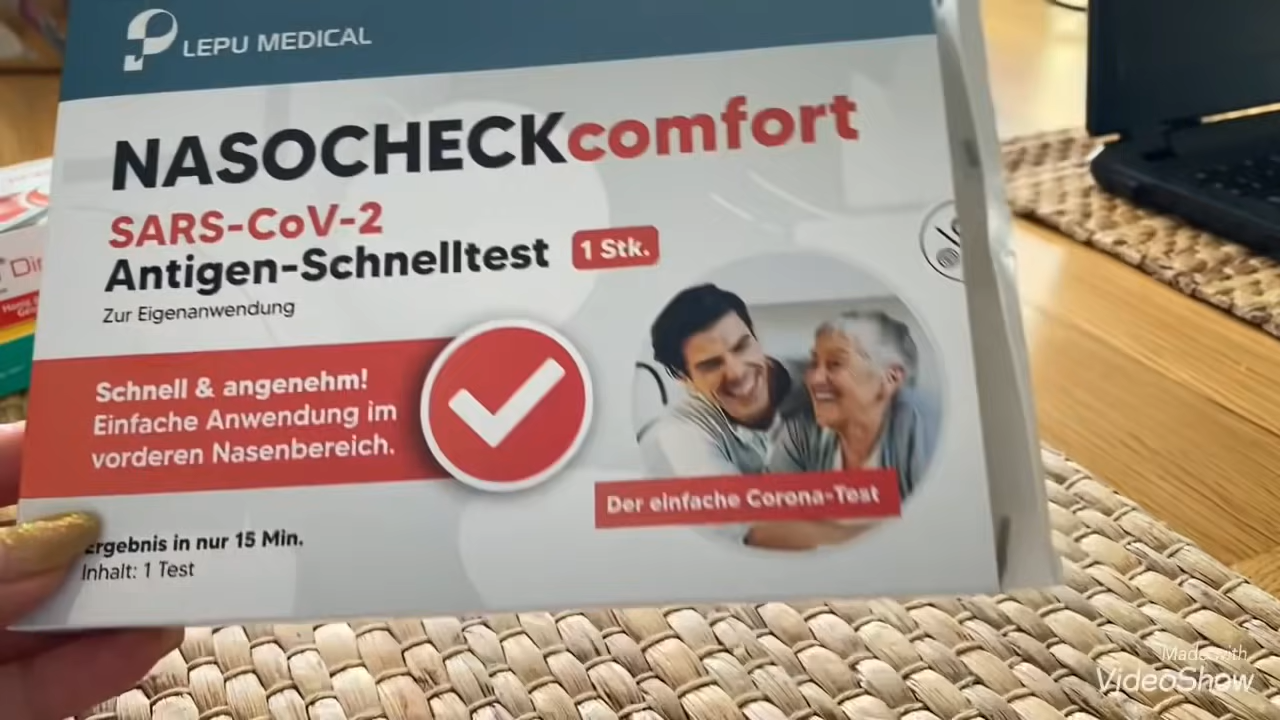 LEPU MEDICAL
NASOCHECKcomfort
SARS-CoV-2
Antigen-Schnelltest
1 Stk.
Zur Eigenanwendung
Schnell & angenehm!
Einfache Anwendung im
vorderen Nasenbereich.
Der einfache Corona-Test
Ergebnis in nur 15 Min.
Inhalt: 1 Test
Made with
VideoShow